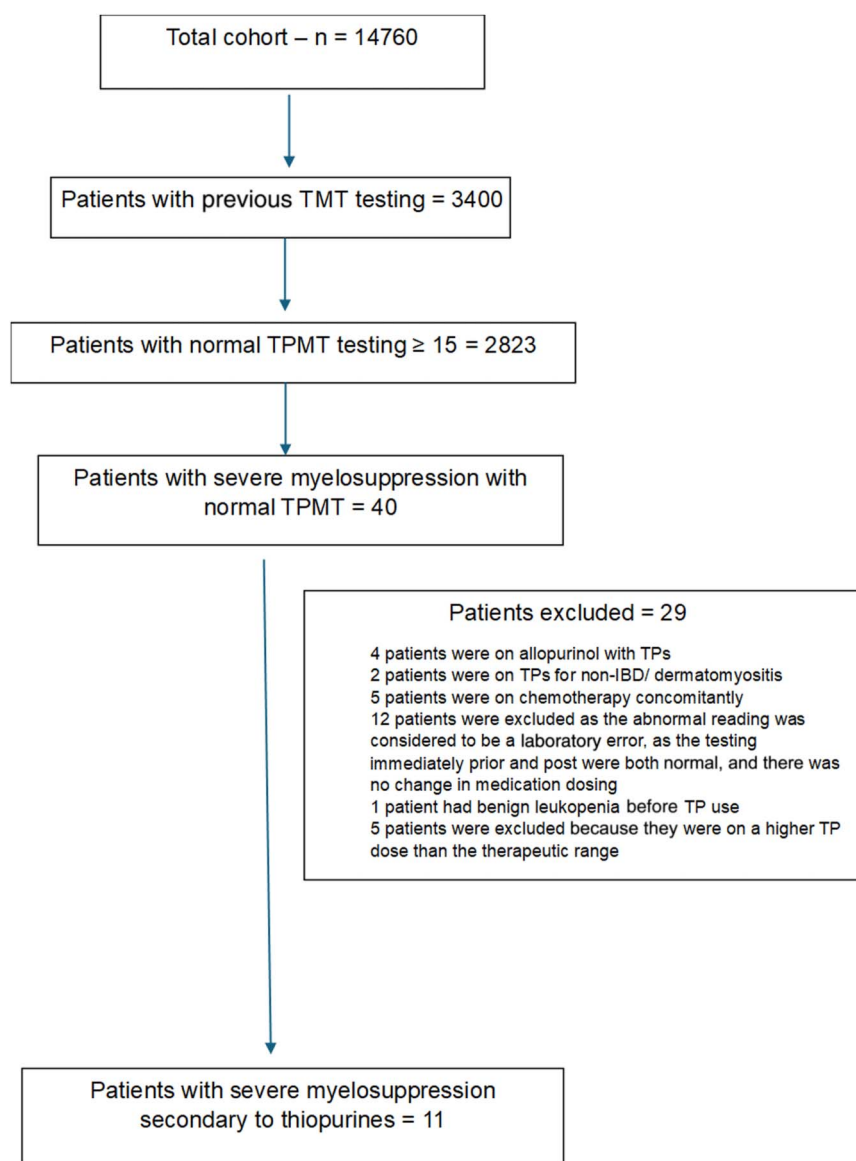 Total cohort – n = 14760
Patients with previous TMT testing = 3400
Patients with normal TPMT testing ≥ 15 = 2823
Patients with severe myelosuppression with
normal TPMT = 40
Patients excluded = 29
4 patients were on allopurinol with TPs
2 patients were on TPs for non-IBD/ dermatomyositis
5 patients were on chemotherapy concomitantly
12 patients were excluded as the abnormal reading was
considered to be a laboratory error, as the testing
immediately prior and post were both normal, and there was
no change in medication dosing
1 patient had benign leukopenia before TP use
5 patients were excluded because they were on a higher TP
dose than the therapeutic range
Patients with severe myelosuppression
secondary to thiopurines = 11